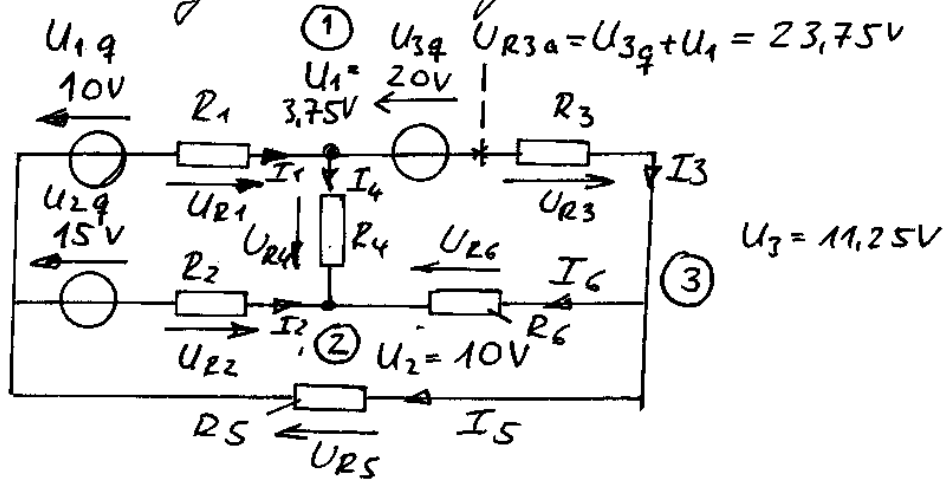 ①
U1q
10V
R1
U1=
3,75V
U3q
20V
UR3a=U3q+U1 = 23,75V
R3
I1
I4
I3
UR1
UR3
U2q
15V
UR4
R4
UR6
U3 = 11,25V
R2
I6
③
I2
R6
UR2
②
U2 = 10V
R5
I5
UR5